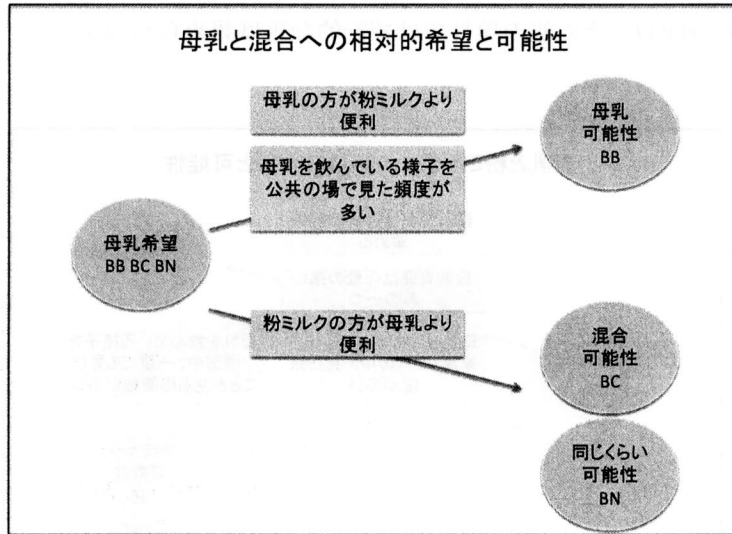 母乳と混合への相対的希望と可能性
母乳の方が粉ミルクより
便利
母乳を飲んでいる様子を
公共の場で見た頻度が
多い
母乳
可能性
BB
母乳希望
BB BC BN
粉ミルクの方が母乳より
便利
混合
可能性
BC
同じくらい
可能性
BN